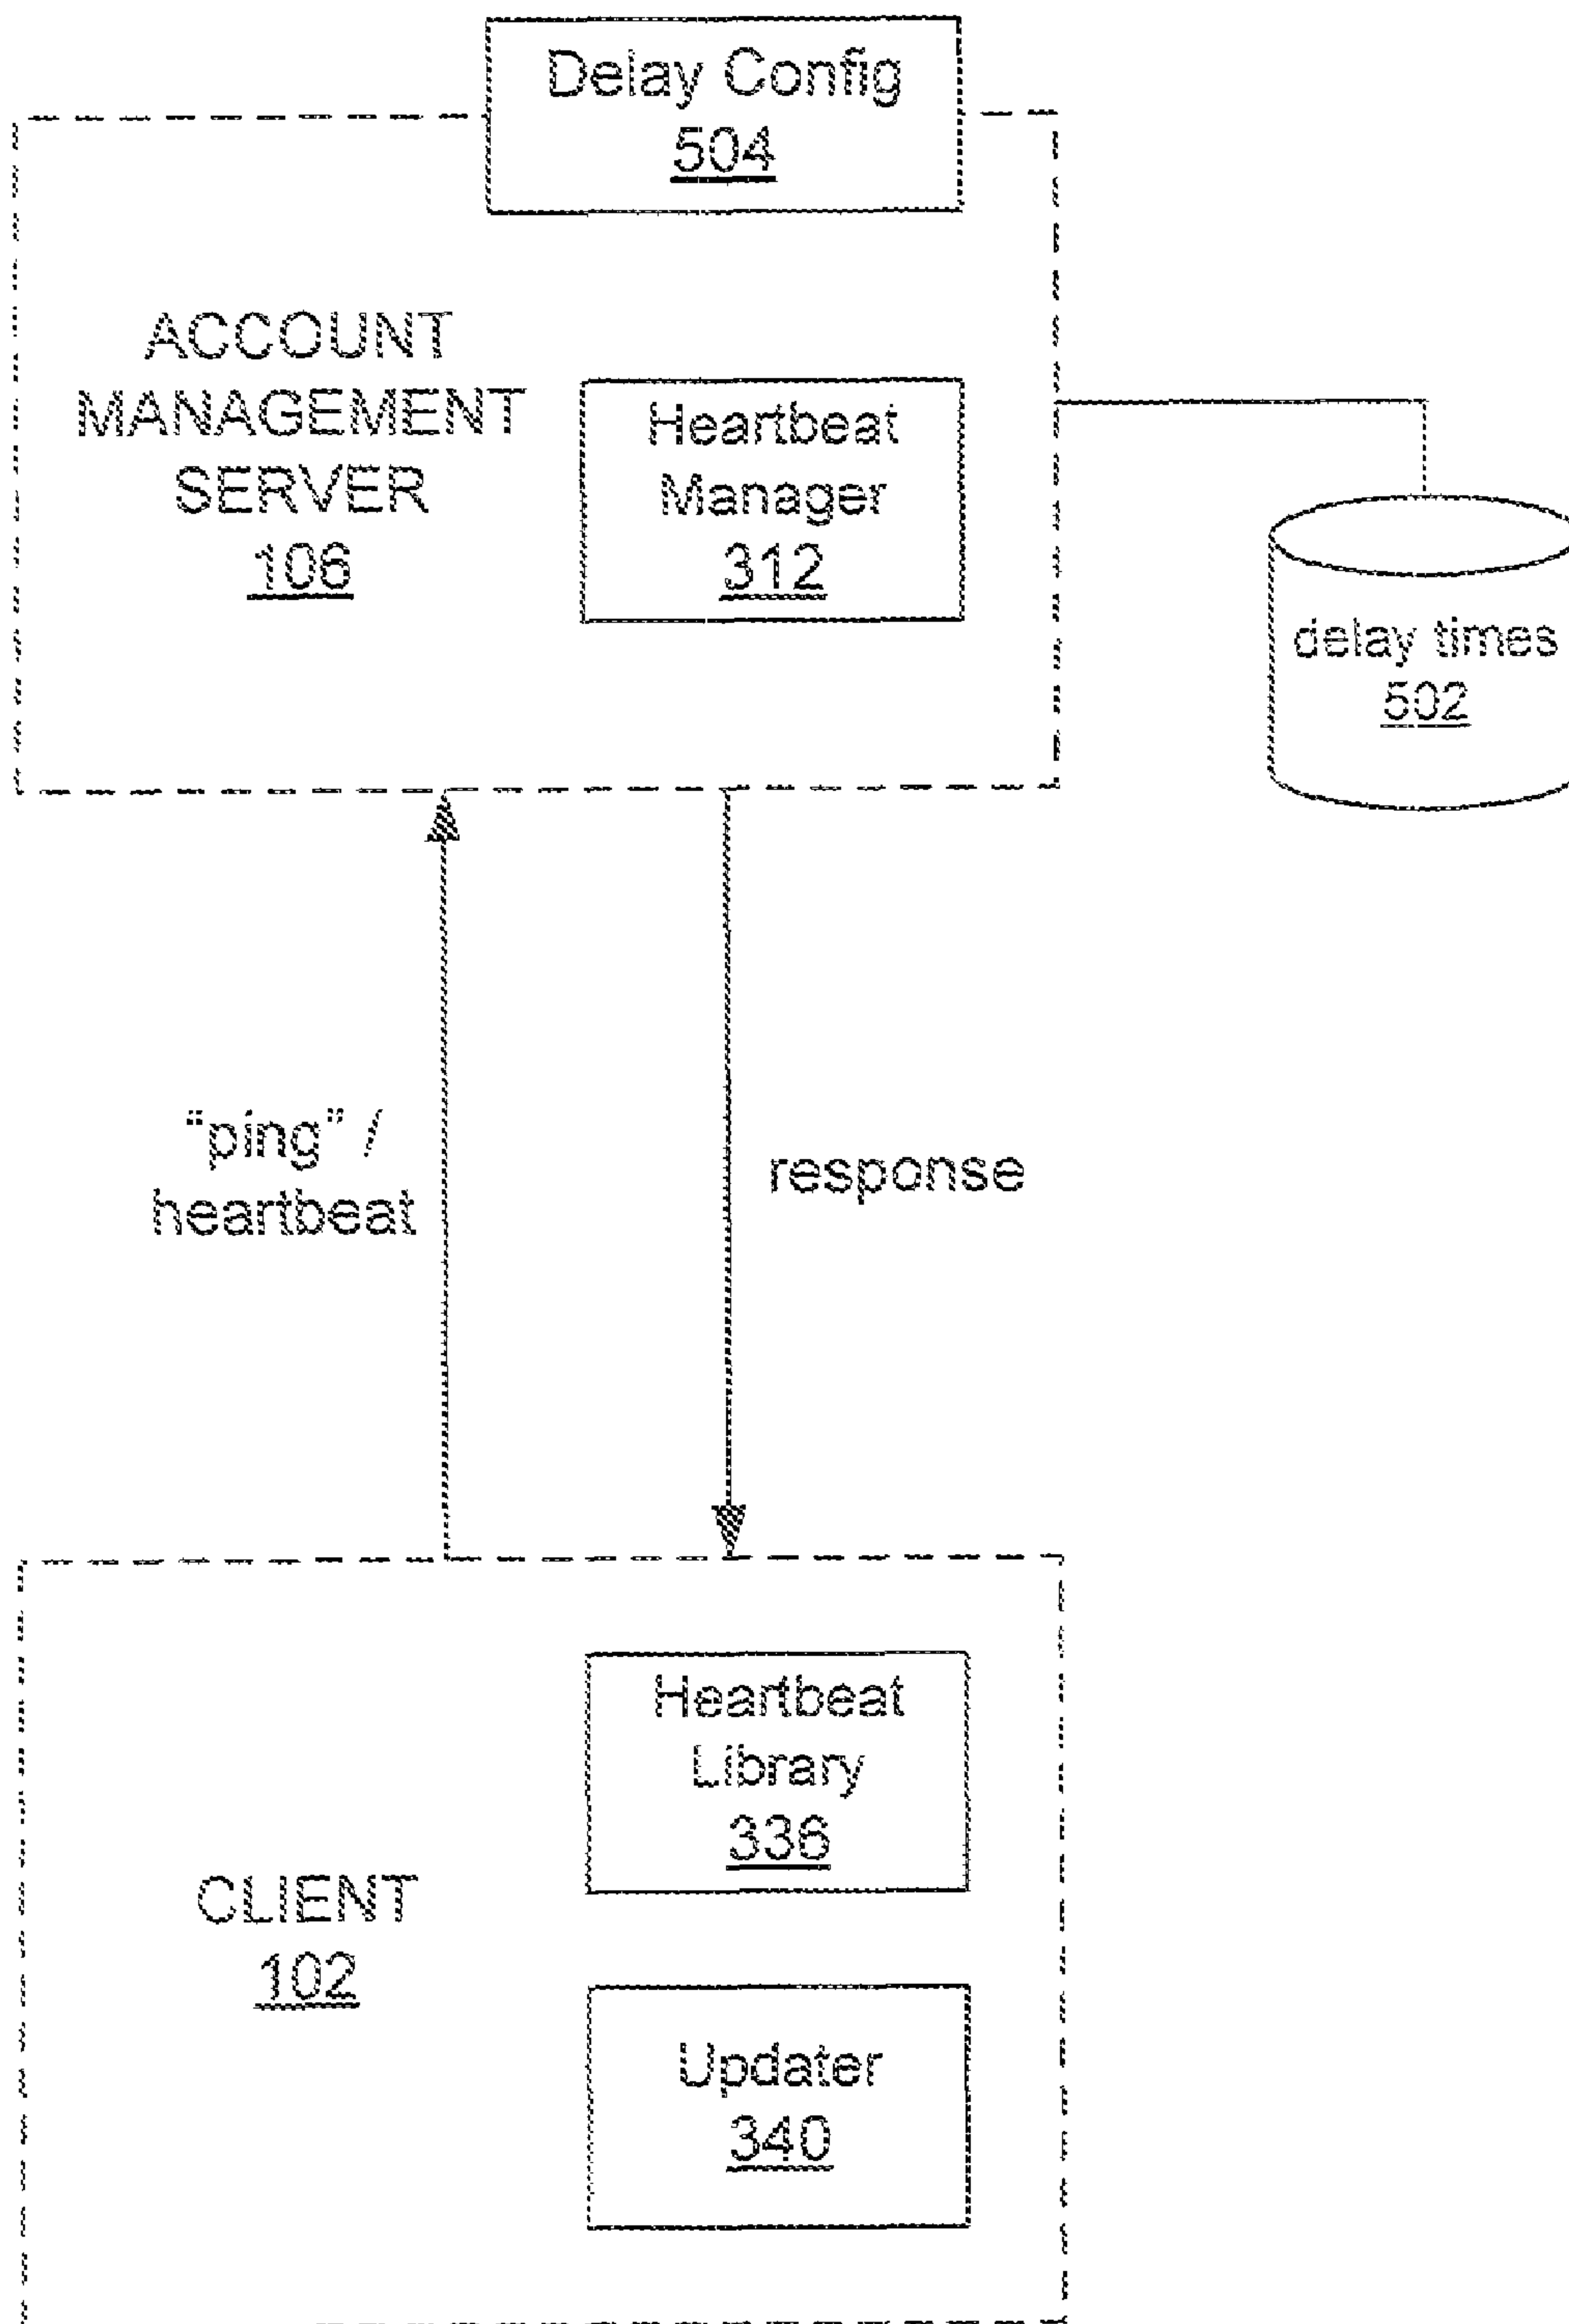 Delay Config
504
ACCOUNT
MANAGEMENT
SERVER
106
Heartbeat
Manager
312
delay times
502
“ping” /
heartbeat
response
Heartbeat
Library
336
CLIENT
102
Updater
340